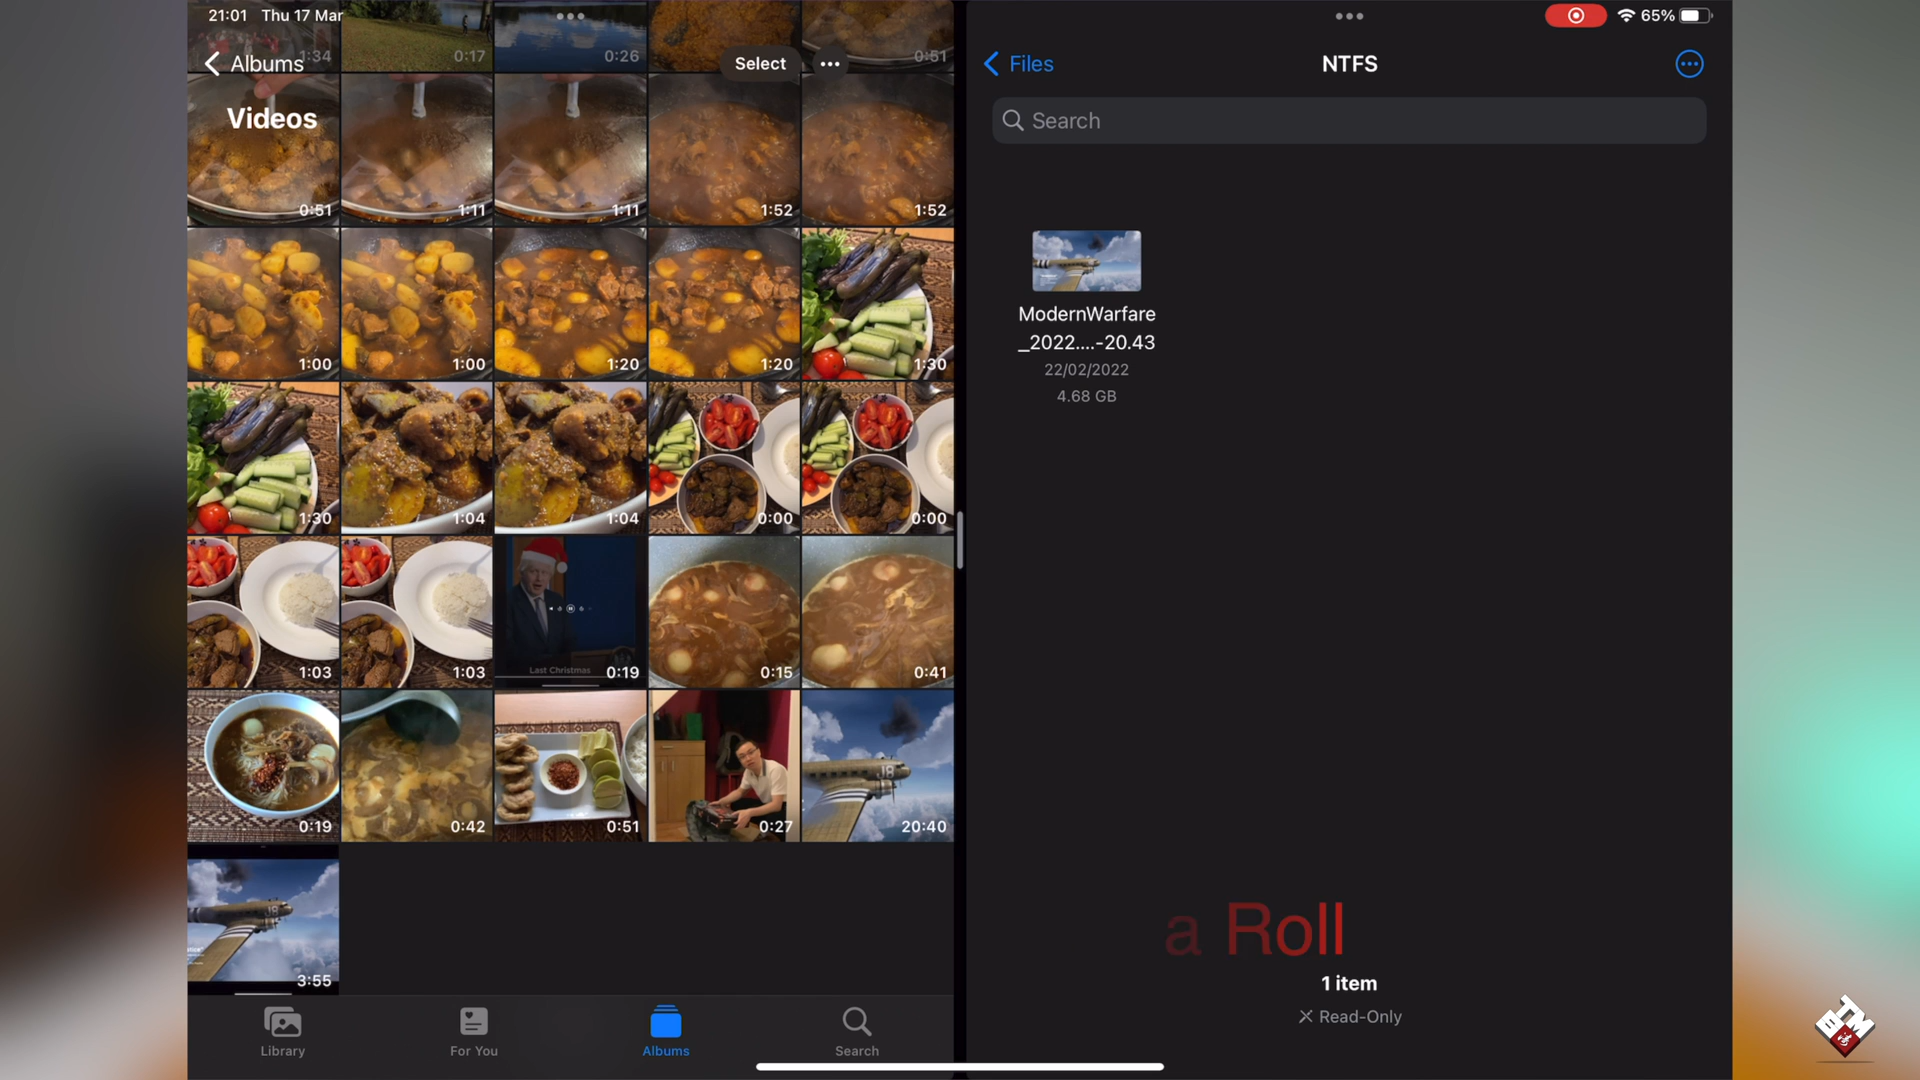 21:01 Thu 17 Mar
65%
Albums
Select
Videos
1:34
0:17
0:26
0:51
0:51
1:11
1:11
1:52
1:52
1:00
1:00
1:20
1:20
1:30
1:30
1:04
1:04
0:00
0:00
1:03
1:03
Last Christmas
0:19
0:15
0:41
0:19
0:42
0:51
0:27
20:40
3:55
Library
For You
Albums
Search
Files
NTFS
Search
ModernWarfare
_2022....-20.43
22/02/2022
4.68 GB
a Roll
1 item
Read-Only